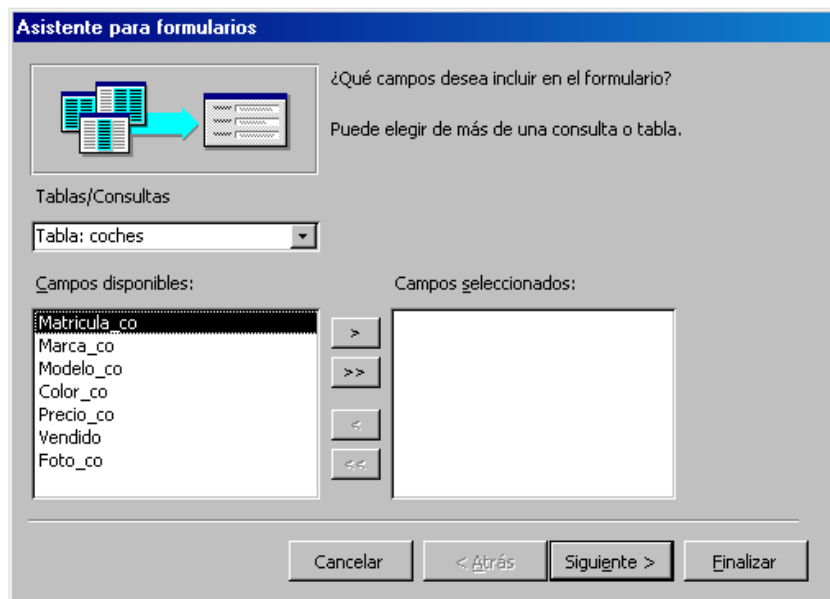 Asistente para formularios
¿Qué campos desea incluir en el formulario?
Puede elegir de más de una consulta o tabla.
Tablas/Consultas
Tabla: coches
Campos disponibles:
Campos seleccionados:
Matricula_co
Marca_co
Modelo_co
Color_co
Precio_co
Vendido
Foto_co
>
>>
<
<<
Cancelar
< Atrás
Siguiente >
Finalizar